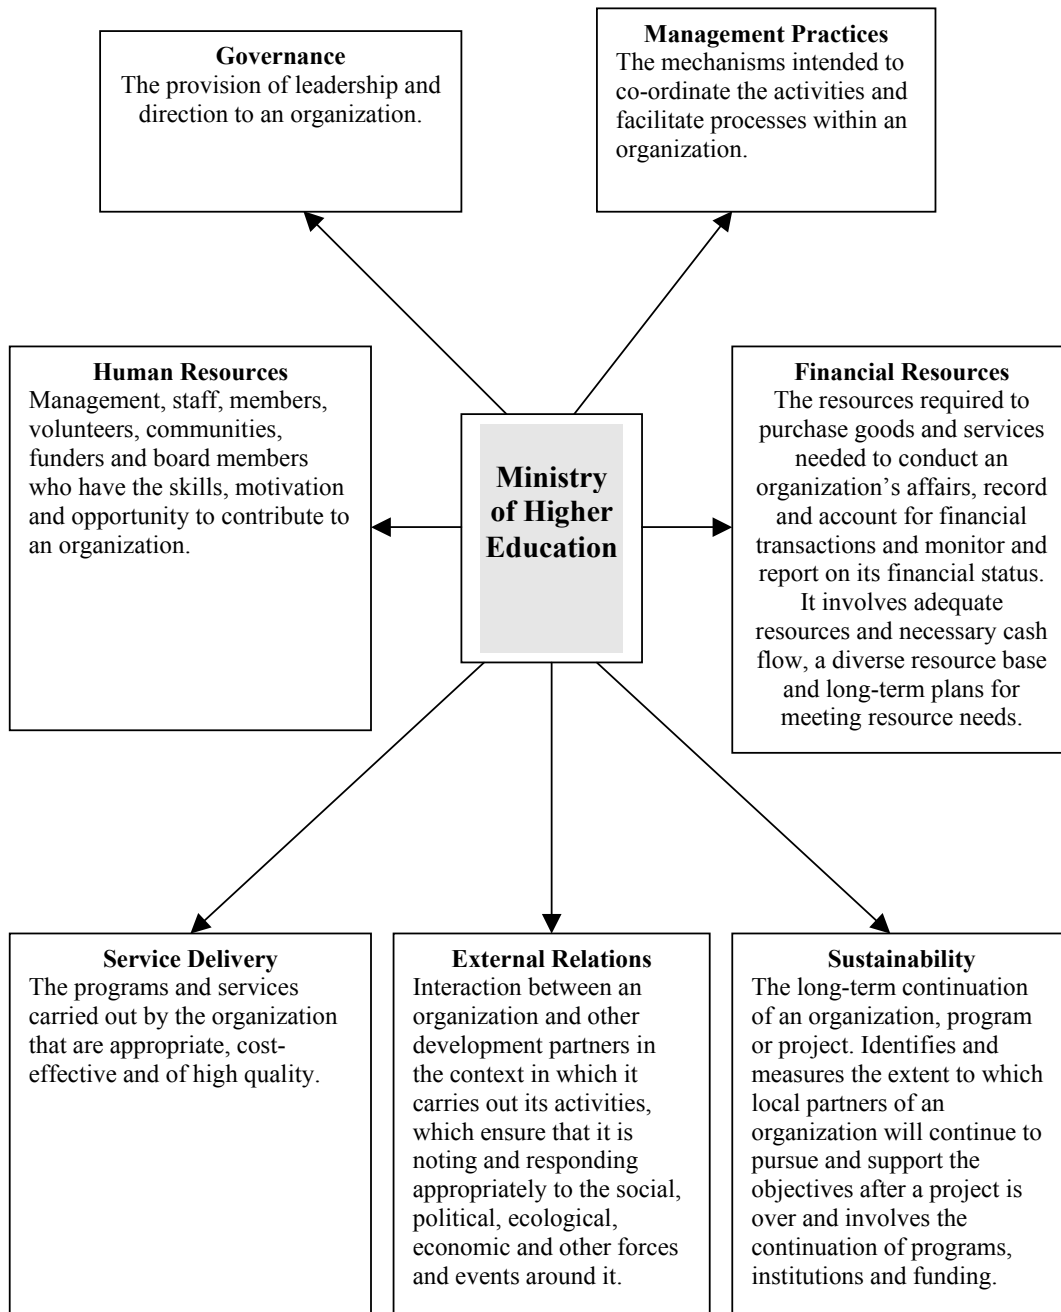 Governance
The provision of leadership and
direction to an organization.
Management Practices
The mechanisms intended to
co-ordinate the activities and
facilitate processes within an
organization.
Human Resources
Management, staff, members,
volunteers, communities,
funders and board members
who have the skills, motivation
and opportunity to contribute to
an organization.
Ministry
of Higher
Education
Financial Resources
The resources required to
purchase goods and services
needed to conduct an
organization’s affairs, record
and account for financial
transactions and monitor and
report on its financial status.
It involves adequate
resources and necessary cash
flow, a diverse resource base
and long-term plans for
meeting resource needs.
Service Delivery
The programs and services
carried out by the organization
that are appropriate, cost-
effective and of high quality.
External Relations
Interaction between an
organization and other
development partners in
the context in which it
carries out its activities,
which ensure that it is
noting and responding
appropriately to the social,
political, ecological,
economic and other forces
and events around it.
Sustainability
The long-term continuation
of an organization, program
or project. Identifies and
measures the extent to which
local partners of an
organization will continue to
pursue and support the
objectives after a project is
over and involves the
continuation of programs,
institutions and funding.